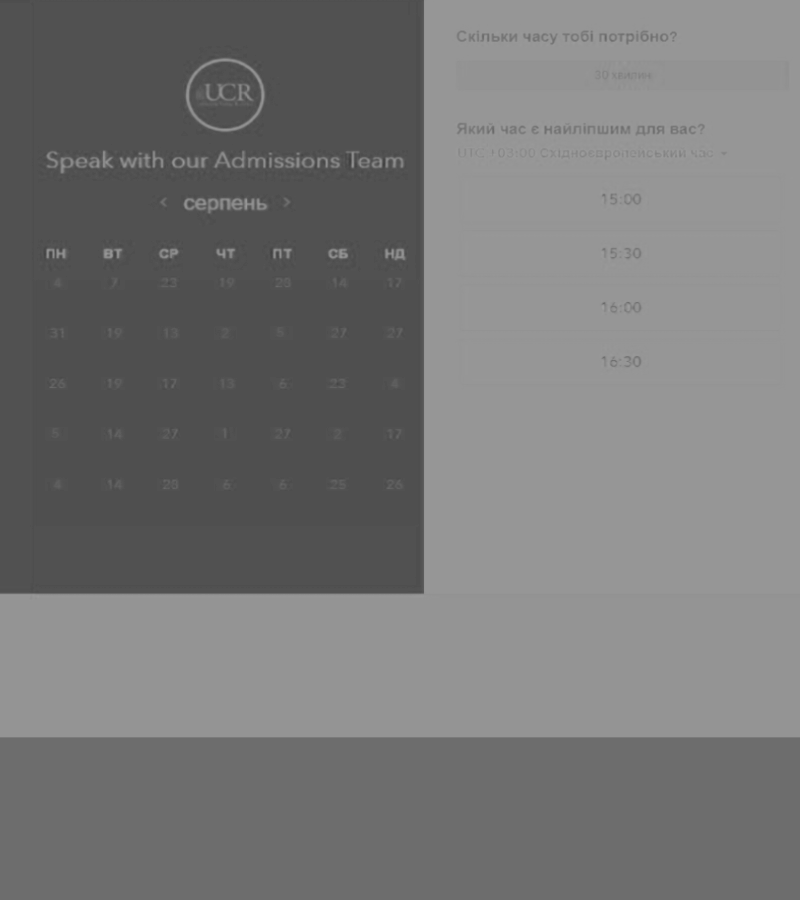 UCR
Speak with our Admissions Team
< серпень >
ПН ВТ СР ЧТ ПТ СБ НД
4 7 23 19 20 14 17
31 19 13 2 5 27 27
26 19 17 13 6 23 4
5 14 27 1 27 2 17
4 14 20 6 6 25 26
Скільки часу тобі потрібно?
30 хвилин
Який час є найліпшим для вас?
UTC +03:00 Східноєвропейський час
15:00
15:30
16:00
16:30